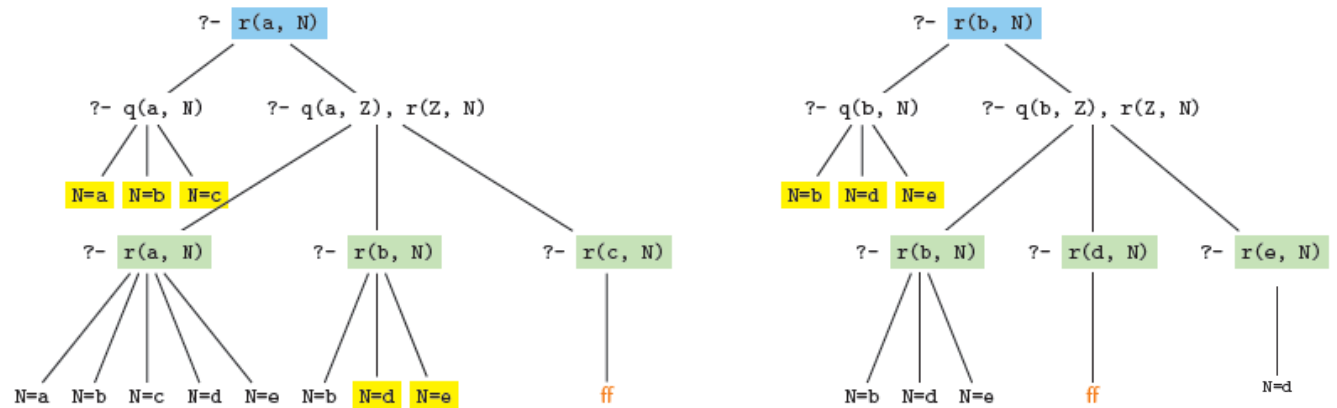 ?- r(a, N)
?- q(a, N)
?- q(a, Z), r(Z, N)
N=a N=b N=c
?- r(a, N)
?- r(b, N)
?- r(c, N)
N=a N=b N=c N=d N=e
N=b N=d N=e
ff
?- r(b, N)
?- q(b, N)
?- q(b, Z), r(Z, N)
N=b N=d N=e
?- r(b, N)
?- r(d, N)
?- r(e, N)
N=b N=d N=e
ff
N=d